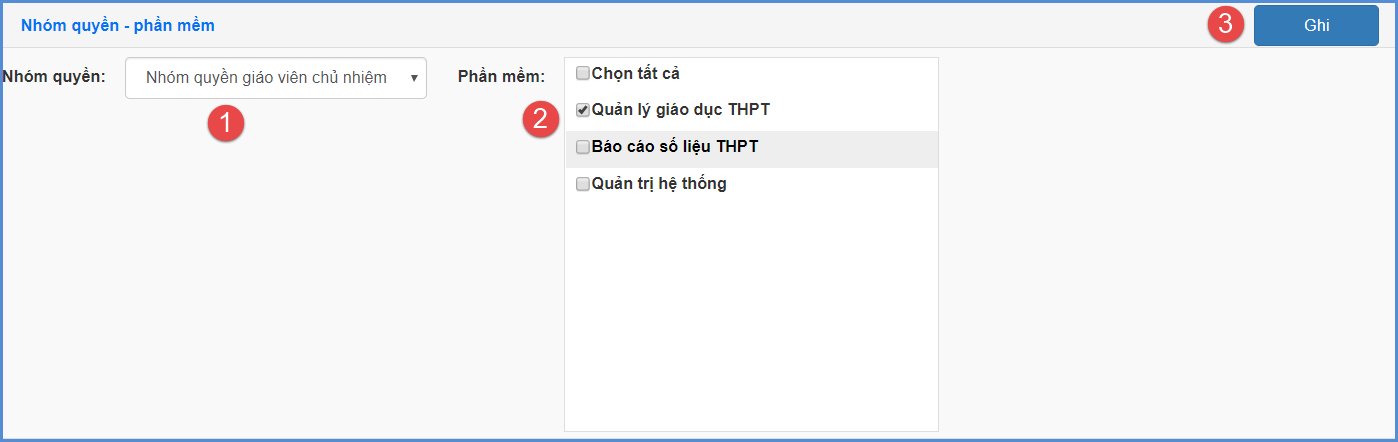 Nhóm quyền - phần mềm
3
Ghi
Nhóm quyền:
Nhóm quyền giáo viên chủ nhiệm
1
Phần mềm:
2
Chọn tất cả
Quản lý giáo dục THPT
Báo cáo số liệu THPT
Quản trị hệ thống